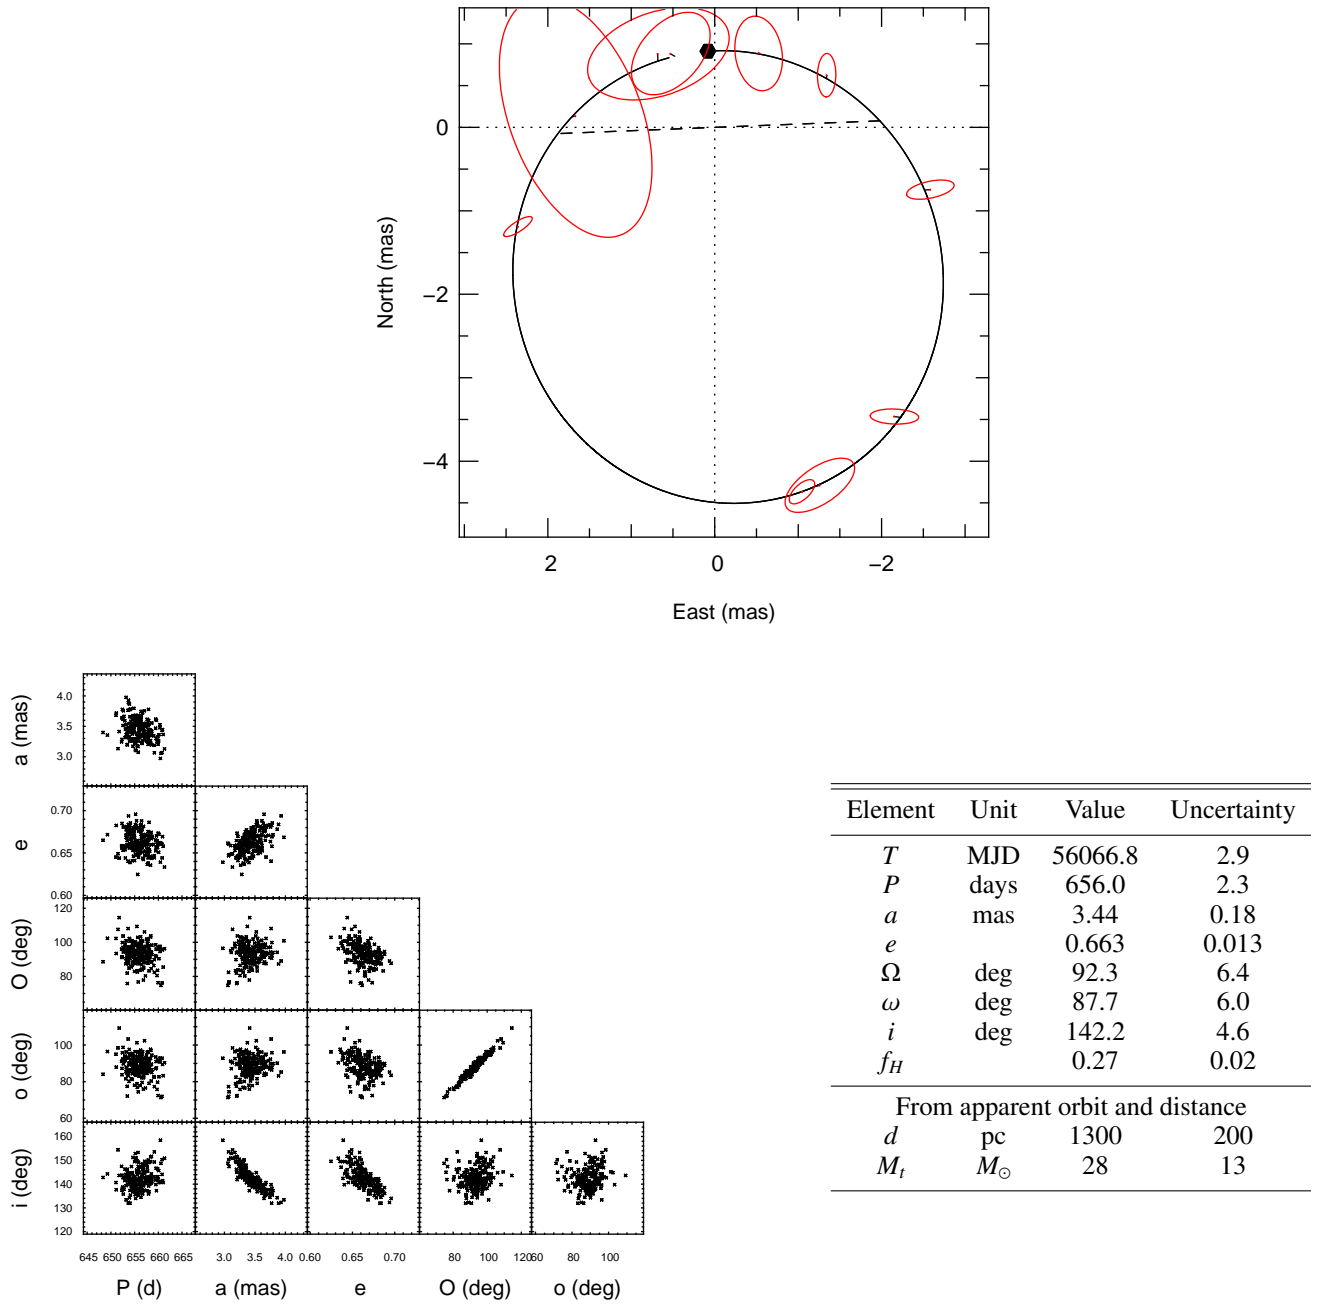 0
−2
−4
North (mas)
2 0 −2
East (mas)
a (mas)
4.0
3.5
3.0
e
0.70
0.65
0.60
O (deg)
120
100
80
o (deg)
100
80
60
i (deg)
160
150
140
130
120
645 650 655 660 665 3.0 3.5 4.0 0.60 0.65 0.70 80 100 120 60 80 100
P (d) a (mas) e O (deg) o (deg)
Element Unit Value Uncertainty
T MJD 56066.8 2.9
P days 656.0 2.3
a mas 3.44 0.18
e 0.663 0.013
Ω deg 92.3 6.4
ω deg 87.7 6.0
i deg 142.2 4.6
f_H 0.27 0.02
From apparent orbit and distance
d pc 1300 200
M_t M_⊙ 28 13